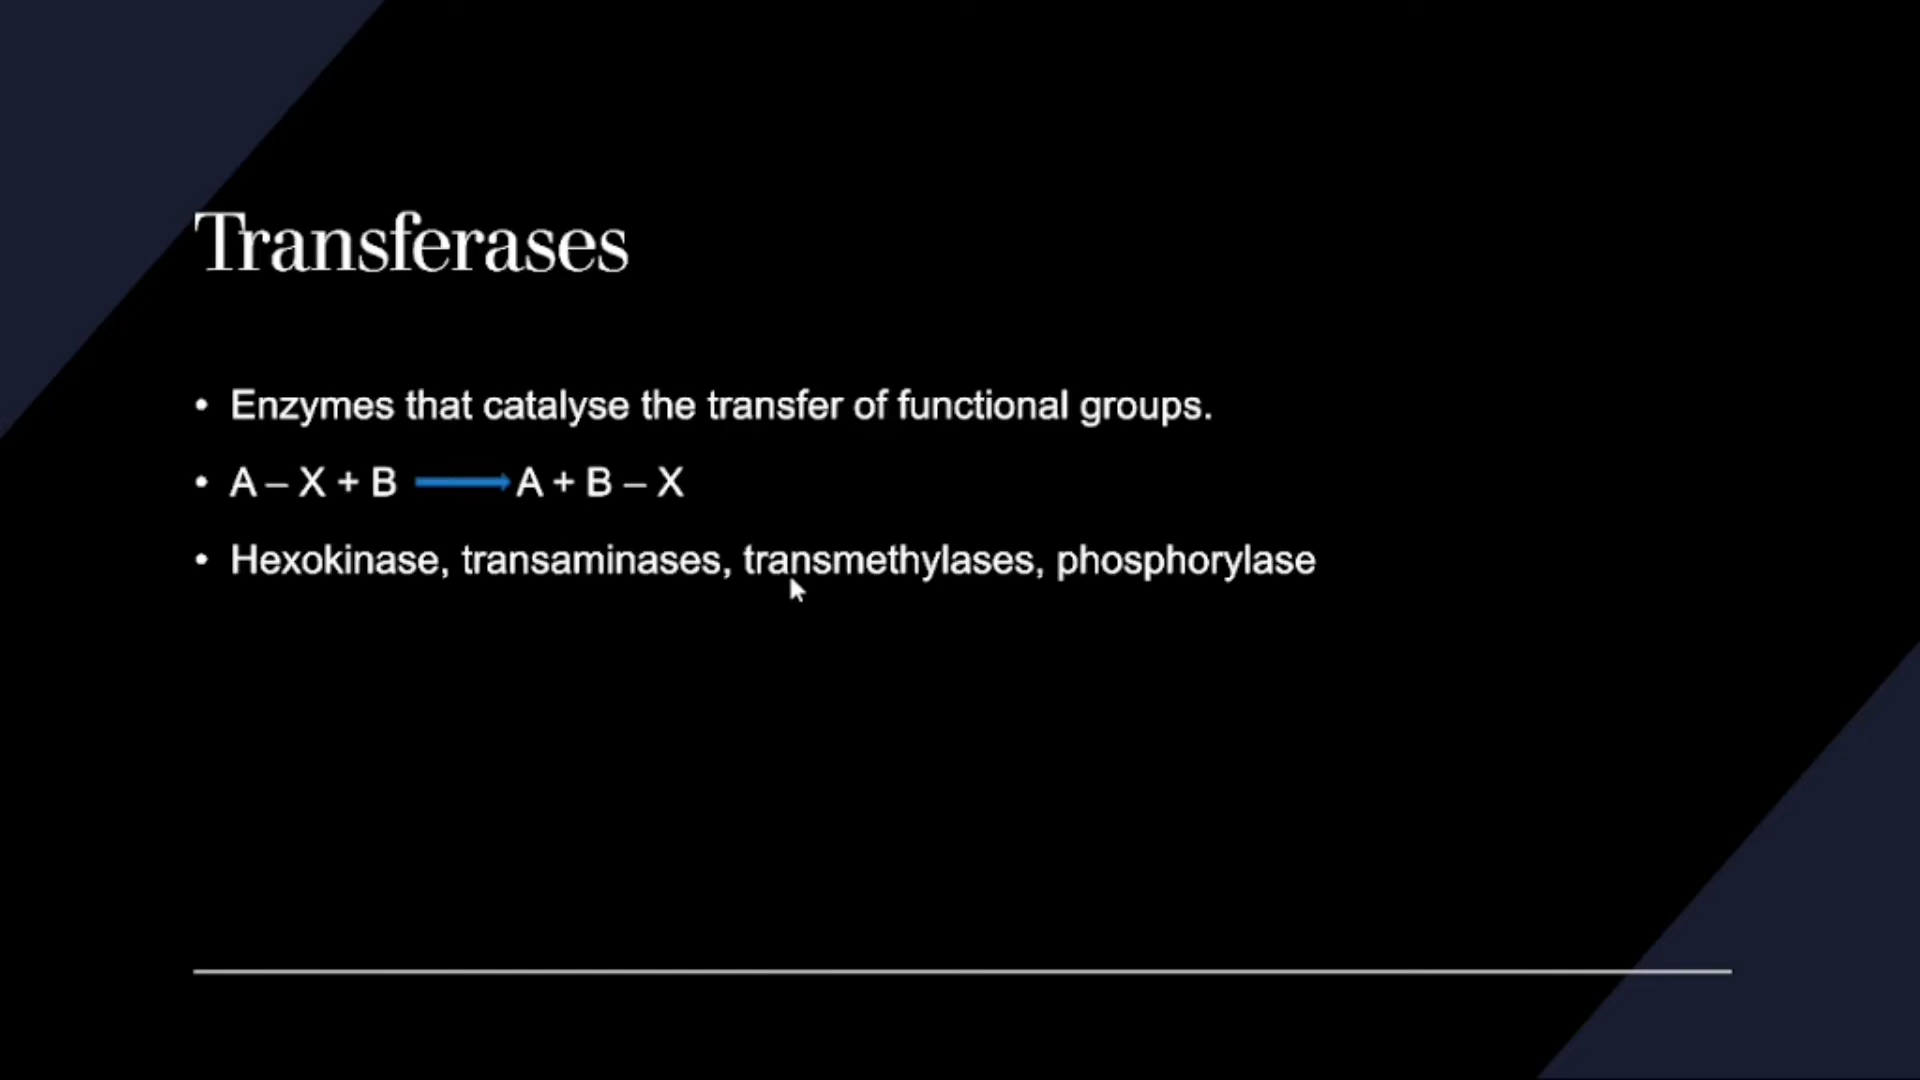 Transferases
• Enzymes that catalyse the transfer of functional groups.
• A – X + B → A + B – X
• Hexokinase, transaminases, transmethylases, phosphorylase